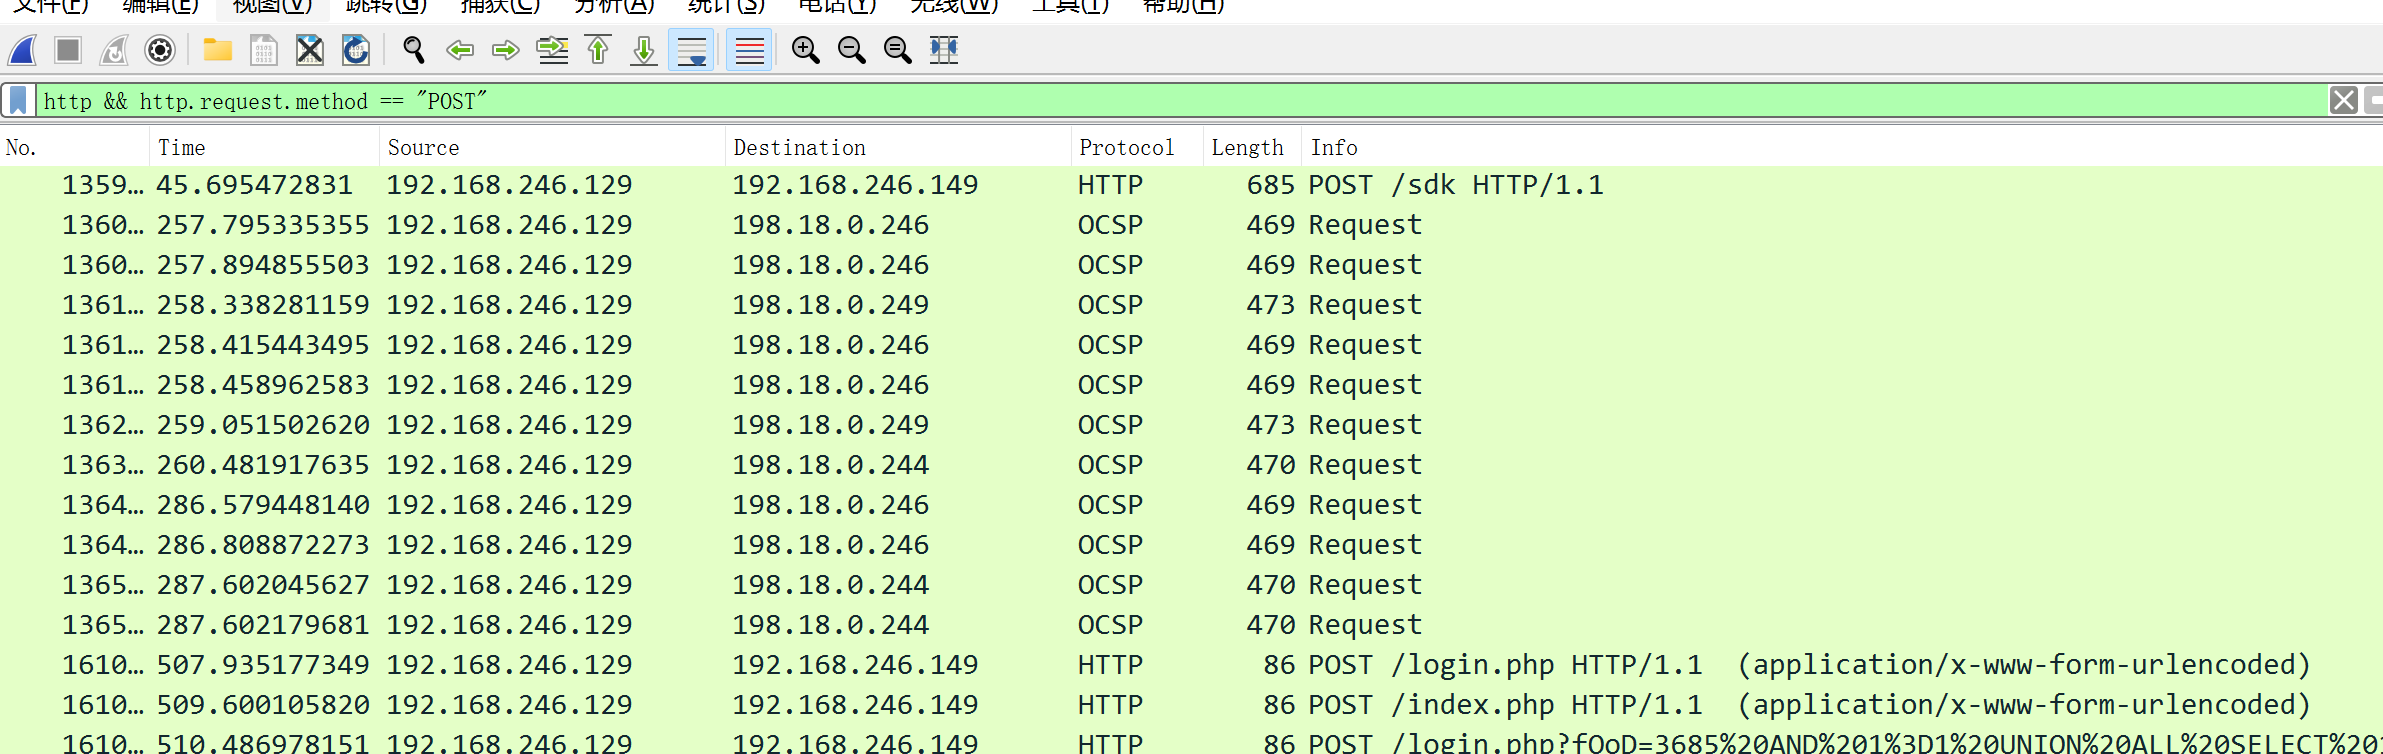 文件(F) 编辑(E) 视图(V) 跳转(G) 捕获(C) 分析(A) 统计(S) 电话(Y) 无线(W) 工具(T) 帮助(H)
http && http.request.method == "POST"
No. Time Source Destination Protocol Length Info
1359… 45.695472831 192.168.246.129 192.168.246.149 HTTP 685 POST /sdk HTTP/1.1
1360… 257.795335355 192.168.246.129 198.18.0.246 OCSP 469 Request
1360… 257.894855503 192.168.246.129 198.18.0.246 OCSP 469 Request
1361… 258.338281159 192.168.246.129 198.18.0.249 OCSP 473 Request
1361… 258.415443495 192.168.246.129 198.18.0.246 OCSP 469 Request
1361… 258.458962583 192.168.246.129 198.18.0.246 OCSP 469 Request
1362… 259.051502620 192.168.246.129 198.18.0.249 OCSP 473 Request
1363… 260.481917635 192.168.246.129 198.18.0.244 OCSP 470 Request
1364… 286.579448140 192.168.246.129 198.18.0.246 OCSP 469 Request
1364… 286.808872273 192.168.246.129 198.18.0.246 OCSP 469 Request
1365… 287.602045627 192.168.246.129 198.18.0.244 OCSP 470 Request
1365… 287.602179681 192.168.246.129 198.18.0.244 OCSP 470 Request
1610… 507.935177349 192.168.246.129 192.168.246.149 HTTP 86 POST /login.php HTTP/1.1 (application/x-www-form-urlencoded)
1610… 509.600105820 192.168.246.129 192.168.246.149 HTTP 86 POST /index.php HTTP/1.1 (application/x-www-form-urlencoded)
1610… 510.486978151 192.168.246.129 192.168.246.149 HTTP 86 POST /login.php?fOoD=3685%20AND%201%3D1%20UNION%20ALL%20SELECT%201